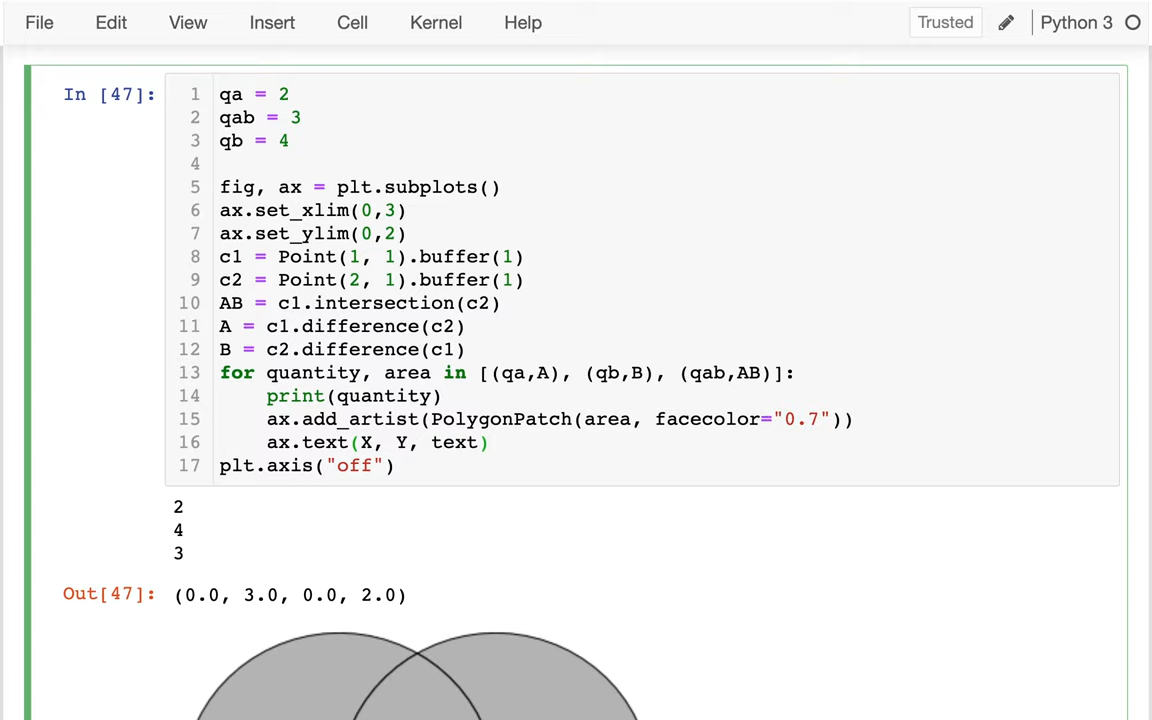 File Edit View Insert Cell Kernel Help Trusted Python 3
In [47]:
1 qa = 2
2 qab = 3
3 qb = 4
4
5 fig, ax = plt.subplots()
6 ax.set_xlim(0,3)
7 ax.set_ylim(0,2)
8 c1 = Point(1, 1).buffer(1)
9 c2 = Point(2, 1).buffer(1)
10 AB = c1.intersection(c2)
11 A = c1.difference(c2)
12 B = c2.difference(c1)
13 for quantity, area in [(qa,A), (qb,B), (qab,AB)]:
14     print(quantity)
15     ax.add_artist(PolygonPatch(area, facecolor="0.7"))
16     ax.text(X, Y, text)
17 plt.axis("off")
2
4
3
Out[47]: (0.0, 3.0, 0.0, 2.0)